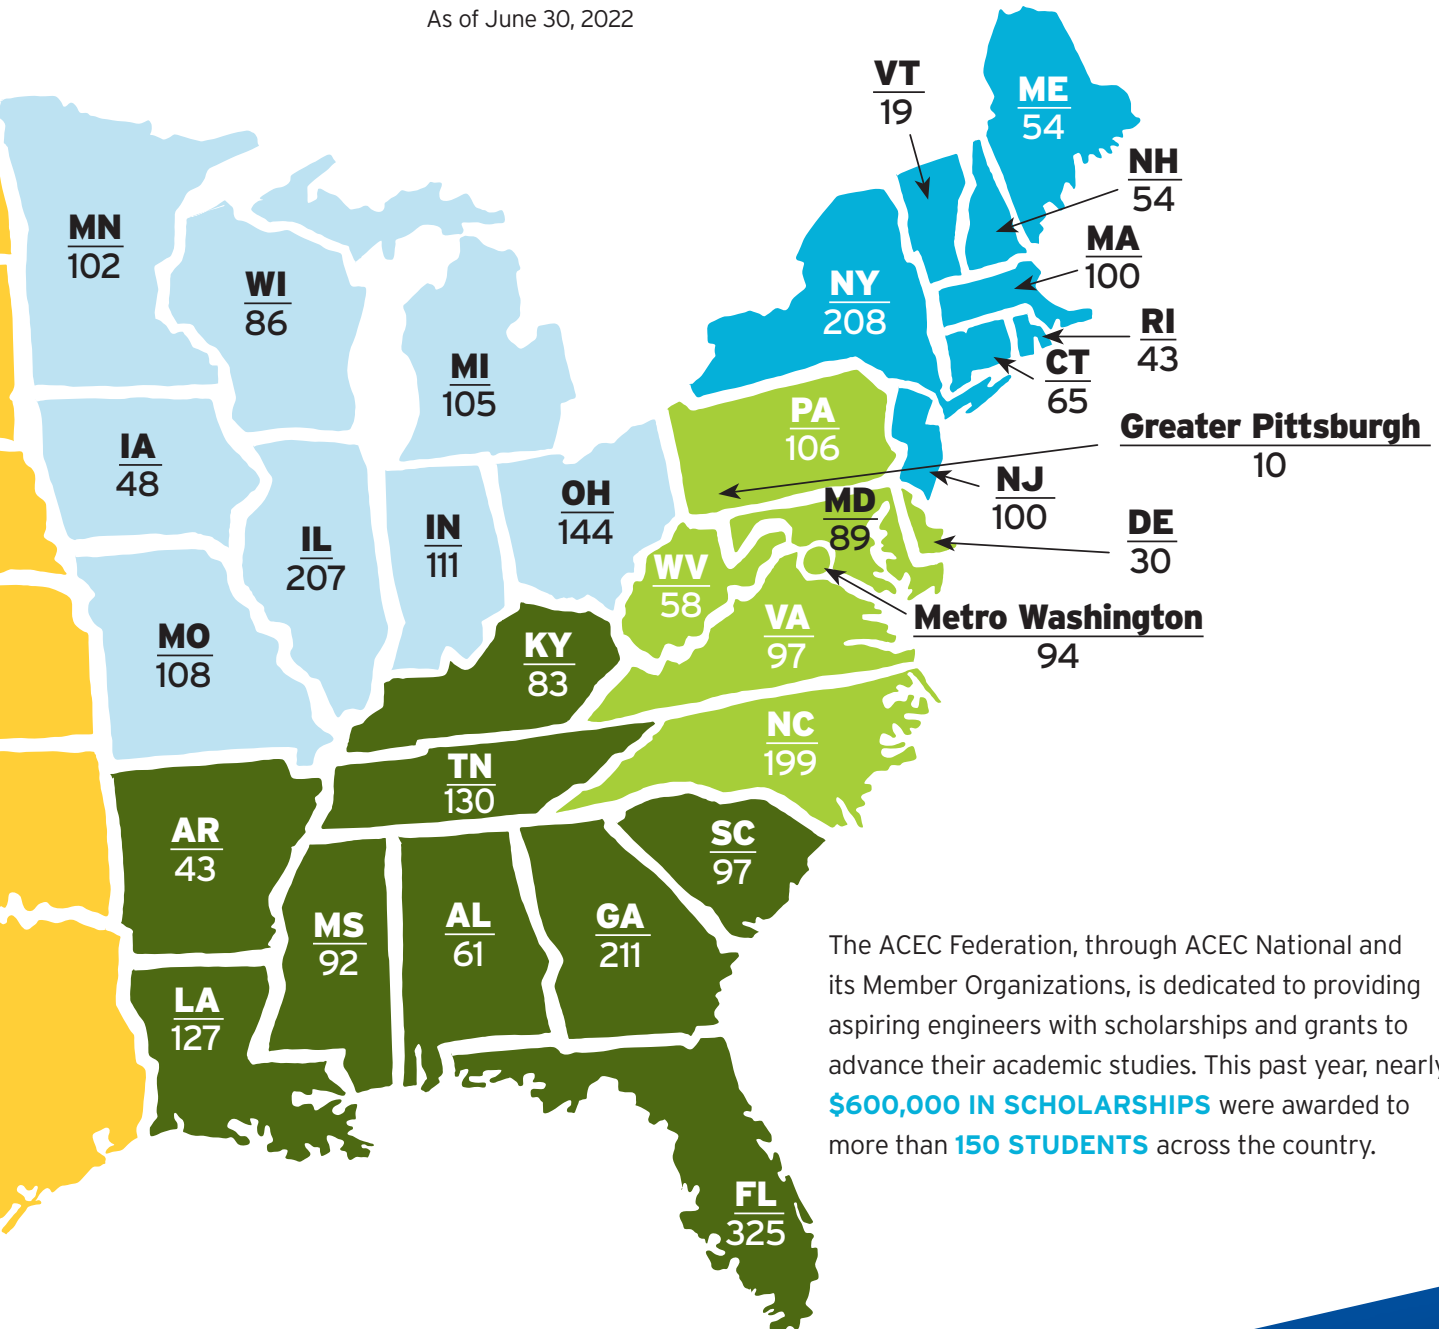 As of June 30, 2022
VT
19
ME
54
NH
54
MA
100
RI
43
CT
65
NY
208
NJ
100
MN
102
WI
86
MI
105
IA
48
IL
207
IN
111
OH
144
MO
108
PA
106
Greater Pittsburgh
10
MD
89
DE
30
WV
58
Metro Washington
94
VA
97
NC
199
KY
83
TN
130
AR
43
SC
97
MS
92
AL
61
GA
211
LA
127
FL
325
The ACEC Federation, through ACEC National and
its Member Organizations, is dedicated to providing
aspiring engineers with scholarships and grants to
advance their academic studies. This past year, nearly
$600,000 IN SCHOLARSHIPS were awarded to
more than 150 STUDENTS across the country.